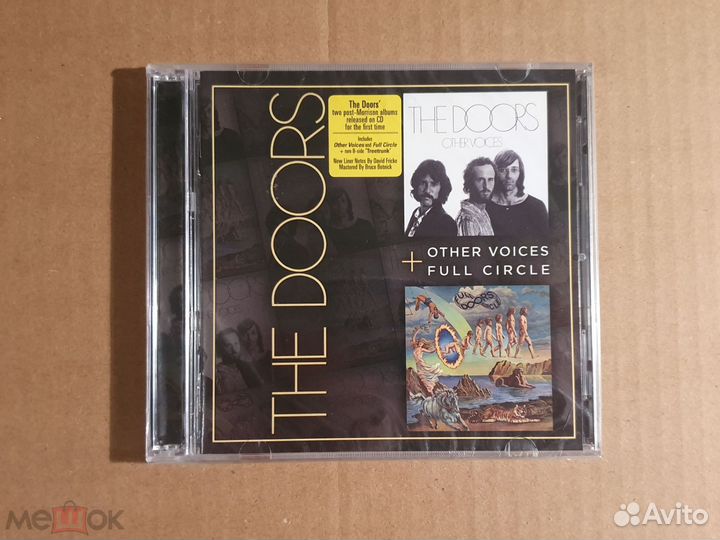 THE DOORS
The Doors'
two post-Morrison albums
released on CD
for the first time
Includes
Other Voices and Full Circle
+ rare B-side "Treetrunk"
New Liner Notes By David Fricke
Mastered By Bruce Botnick
THE DOORS
OTHER VOICES
+ OTHER VOICES
FULL CIRCLE
FULL
DOORS
CIRCLE
мешок
Avito